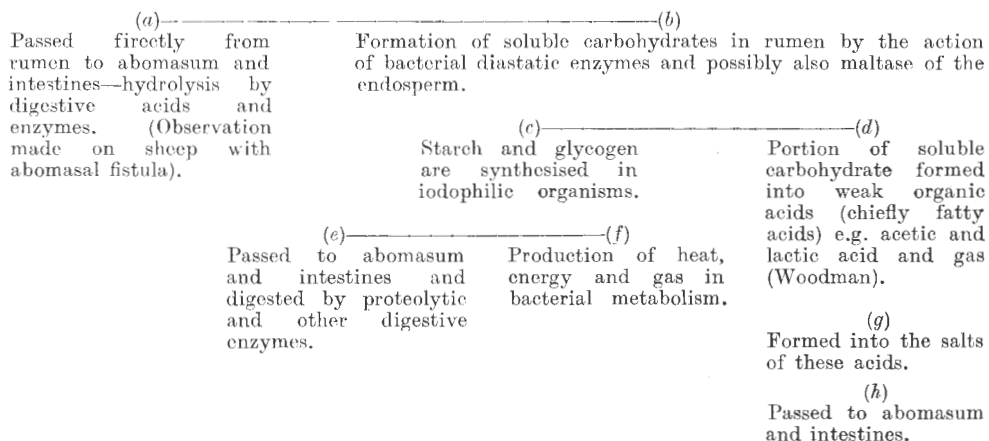 (a)— — — — —(b)
Passed firectly from
rumen to abomasum and
intestines—hydrolysis by
digestive acids and
enzymes. (Observation
made on sheep with
abomasal fistula).
Formation of soluble carbohydrates in rumen by the action
of bacterial diastatic enzymes and possibly also maltase of the
endosperm.
(c)————(d)
Starch and glycogen
are synthesised in
iodophilic organisms.
Portion of soluble
carbohydrate formed
into weak organic
acids (chiefly fatty
acids) e.g. acetic and
lactic acid and gas
(Woodman).
(e)————(f)
Passed to abomasum
and intestines and
digested by proteolytic
and other digestive
enzymes.
Production of heat,
energy and gas in
bacterial metabolism.
(g)
Formed into the salts
of these acids.
(h)
Passed to abomasum
and intestines.